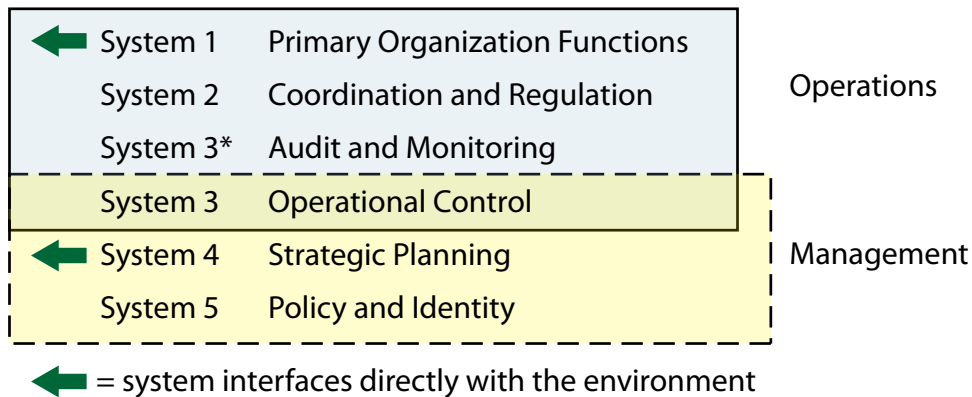 System 1 Primary Organization Functions
System 2 Coordination and Regulation
Operations
System 3* Audit and Monitoring
System 3 Operational Control
System 4 Strategic Planning
Management
System 5 Policy and Identity
= system interfaces directly with the environment